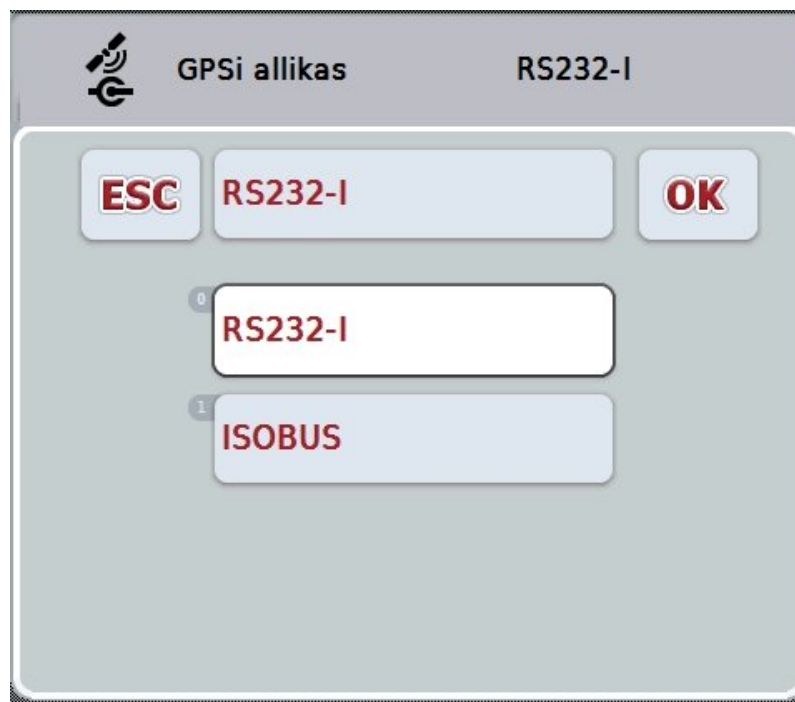 GPSi allikas RS232-I
ESC RS232-I OK
0
RS232-I
1
ISOBUS